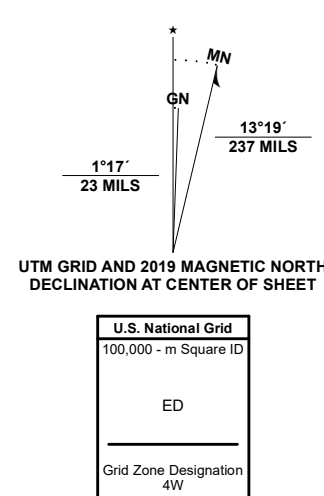 ★
MN
GN
13°19´
237 MILS
1°17´
23 MILS
UTM GRID AND 2019 MAGNETIC NORTH
DECLINATION AT CENTER OF SHEET
U.S. National Grid
100,000 - m Square ID
ED
Grid Zone Designation
4W